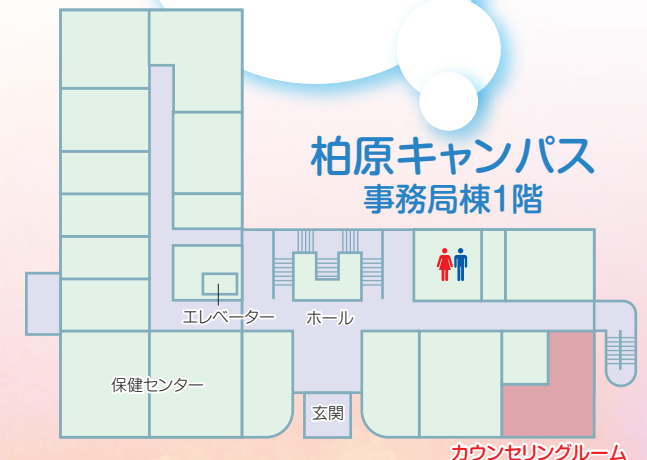 柏原キャンパス
事務局棟1階
エレベーター
ホール
保健センター
玄関
カウンセリングルーム